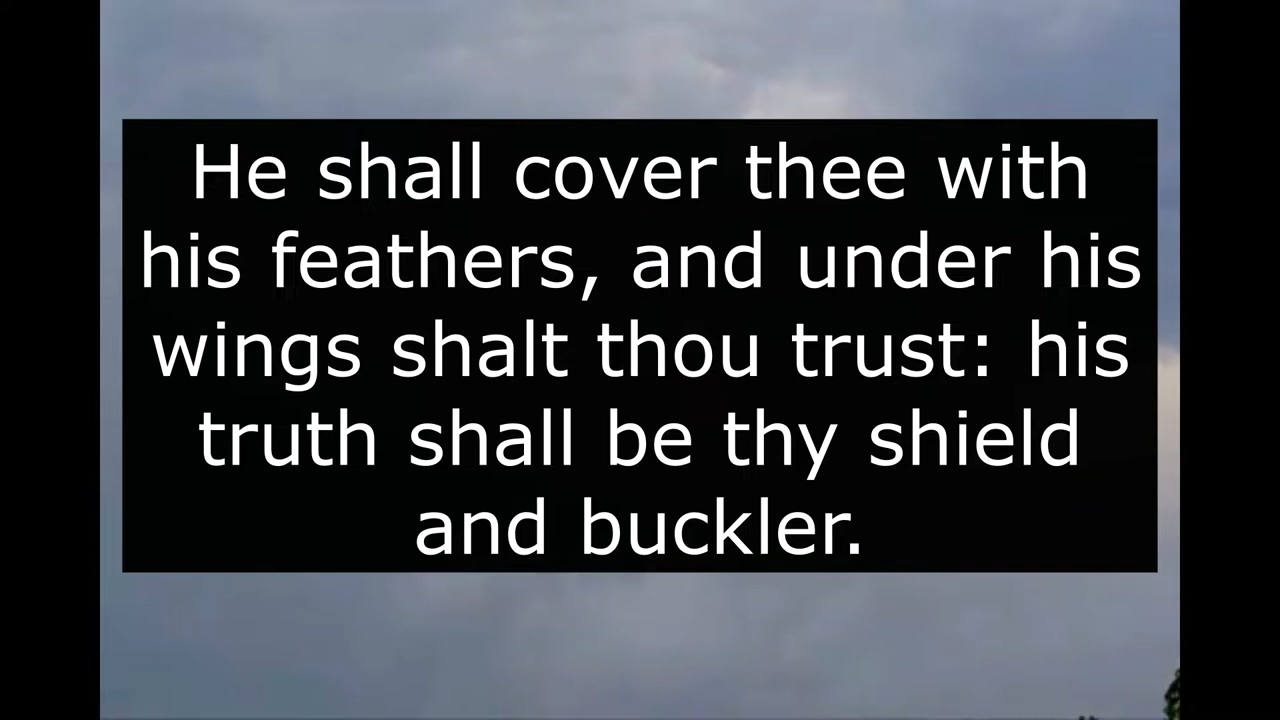 He shall cover thee with
his feathers, and under his
wings shalt thou trust: his
truth shall be thy shield
and buckler.